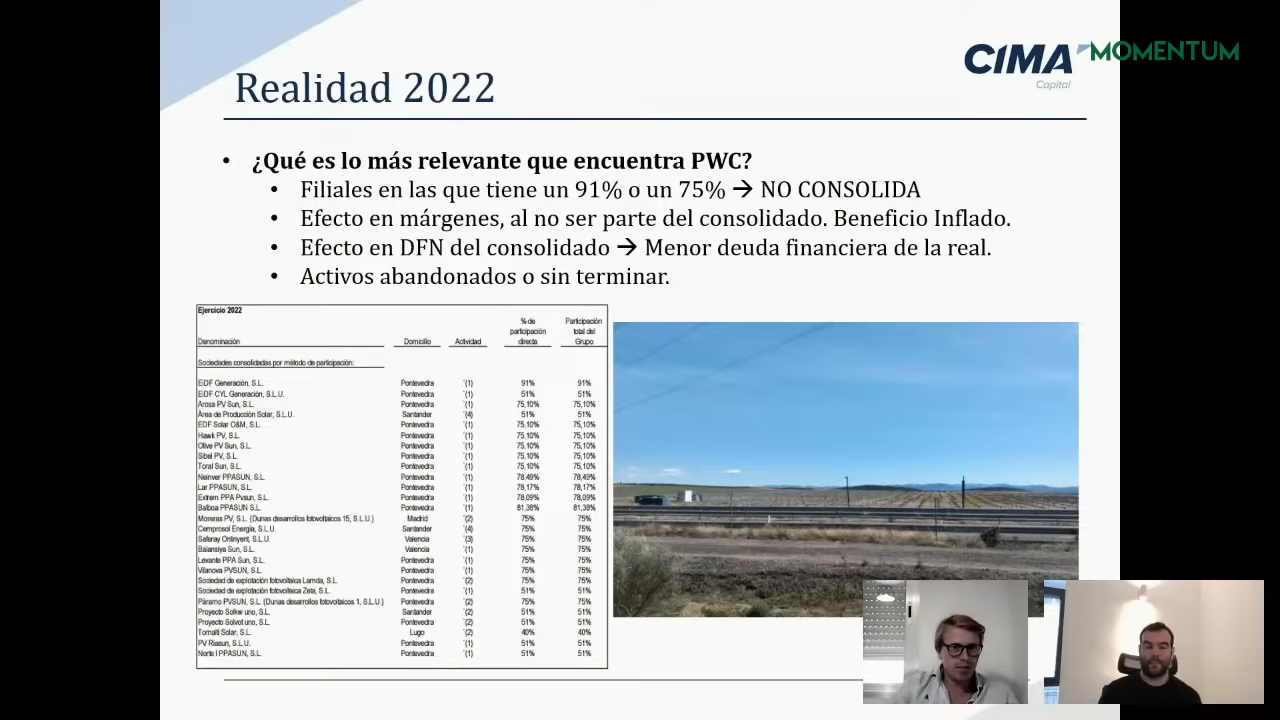 CIMA
Capital
MOMENTUM
Realidad 2022
• ¿Qué es lo más relevante que encuentra PWC?
• Filiales en las que tiene un 91% o un 75% → NO CONSOLIDA
• Efecto en márgenes, al no ser parte del consolidado. Beneficio Inflado.
• Efecto en DFN del consolidado → Menor deuda financiera de la real.
• Activos abandonados o sin terminar.
Ejercicio 2022
Denominación Domicilio Actividad % de participación directa Participación total del Grupo
Sociedades consolidadas por método de participación:
EiDF Generación, S.L. Pontevedra (1) 91% 91%
EiDF CYL Generación, S.L.U. Pontevedra (1) 51% 51%
Arosa PV Sun, S.L. Pontevedra (1) 75,10% 75,10%
Área de Producción Solar, S.L.U. Santander (4) 51% 51%
EDF Solar O&M, S.L. Pontevedra (1) 75,10% 75,10%
Hawk PV, S.L. Pontevedra (1) 75,10% 75,10%
Olive PV Sun, S.L. Pontevedra (1) 75,10% 75,10%
Sibel PV, S.L. Pontevedra (1) 75,10% 75,10%
Toral Sun, S.L. Pontevedra (1) 75,10% 75,10%
Neinver PPASUN, S.L. Pontevedra (1) 78,49% 78,49%
Lar PPASUN, S.L. Pontevedra (1) 78,17% 78,17%
Extrem PPA Pvsun, S.L. Pontevedra (1) 78,09% 78,09%
Balboa PPASUN S.L. Pontevedra (1) 81,38% 81,38%
Moreras PV, S.L. (Dunas desarrollos fotovoltaicos 15, S.L.U.) Madrid (2) 75% 75%
Cemprosol Energía, S.L.U. Santander (4) 75% 75%
Saferay Ontinyent, S.L.U. Valencia (3) 75% 75%
Balansiya Sun, S.L. Valencia (1) 75% 75%
Levante PPA Sun, S.L. Pontevedra (1) 75% 75%
Vilanova PVSUN, S.L. Pontevedra (1) 75% 75%
Sociedad de explotación fotovoltaica Lamda, S.L. Pontevedra (2) 75% 75%
Sociedad de explotación fotovoltaica Zeta, S.L. Pontevedra (1) 51% 51%
Páramo PVSUN, S.L. (Dunas desarrollos fotovoltaicos 1, S.L.U.) Pontevedra (2) 75% 75%
Proyecto Solkw uno, S.L. Santander (2) 51% 51%
Proyecto Solvot uno, S.L. Pontevedra (2) 51% 51%
Tomalti Solar, S.L. Lugo (2) 40% 40%
PV Riasun, S.L.U. Pontevedra (1) 51% 51%
Norte I PPASUN, S.L. Pontevedra (1) 51% 51%